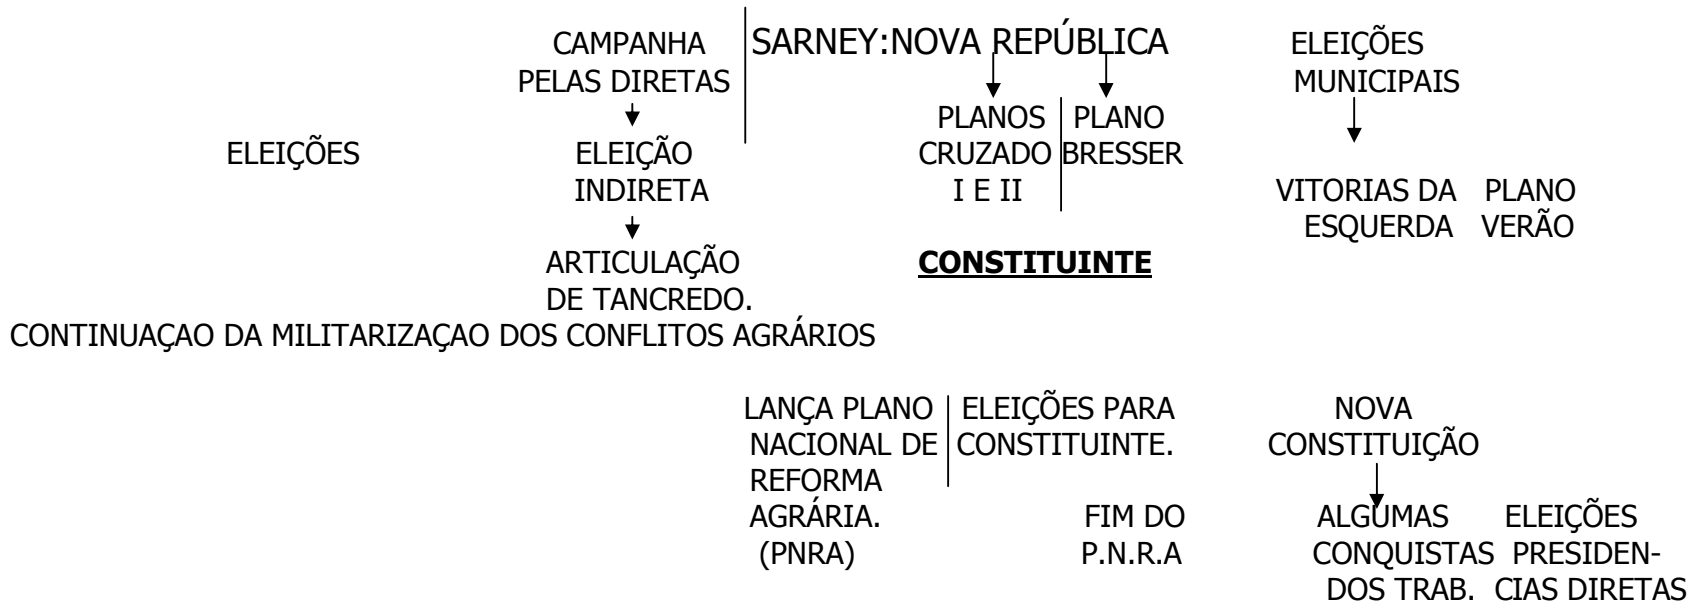 CAMPANHA SARNEY:NOVA REPÚBLICA ELEIÇÕES
PELAS DIRETAS MUNICIPAIS
PLANOS PLANO
ELEIÇÕES ELEIÇÃO CRUZADO BRESSER
INDIRETA I E II VITORIAS DA PLANO
ESQUERDA VERÃO
ARTICULAÇÃO CONSTITUINTE
DE TANCREDO.
CONTINUAÇAO DA MILITARIZAÇAO DOS CONFLITOS AGRÁRIOS
LANÇA PLANO ELEIÇÕES PARA NOVA
NACIONAL DE CONSTITUINTE. CONSTITUIÇÃO
REFORMA
AGRÁRIA. FIM DO ALGUMAS ELEIÇÕES
(PNRA) P.N.R.A CONQUISTAS PRESIDEN-
DOS TRAB. CIAS DIRETAS